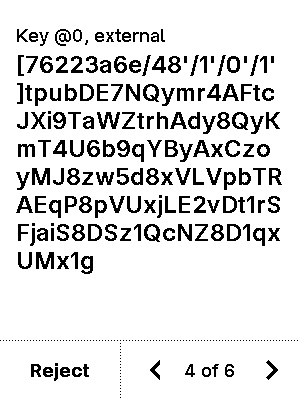 Key @0, external
[76223a6e/48'/1'/0'/1'
]tpubDE7NQymr4AFtc
JXi9TaWZtrhAdy8QyK
mT4U6b9qYByAxCzo
yMJ8zw5d8xVLVpbTR
AEqP8pVUxjLE2vDt1rS
FjaiS8DSz1QcNZ8D1qx
UMx1g
Reject
4 of 6